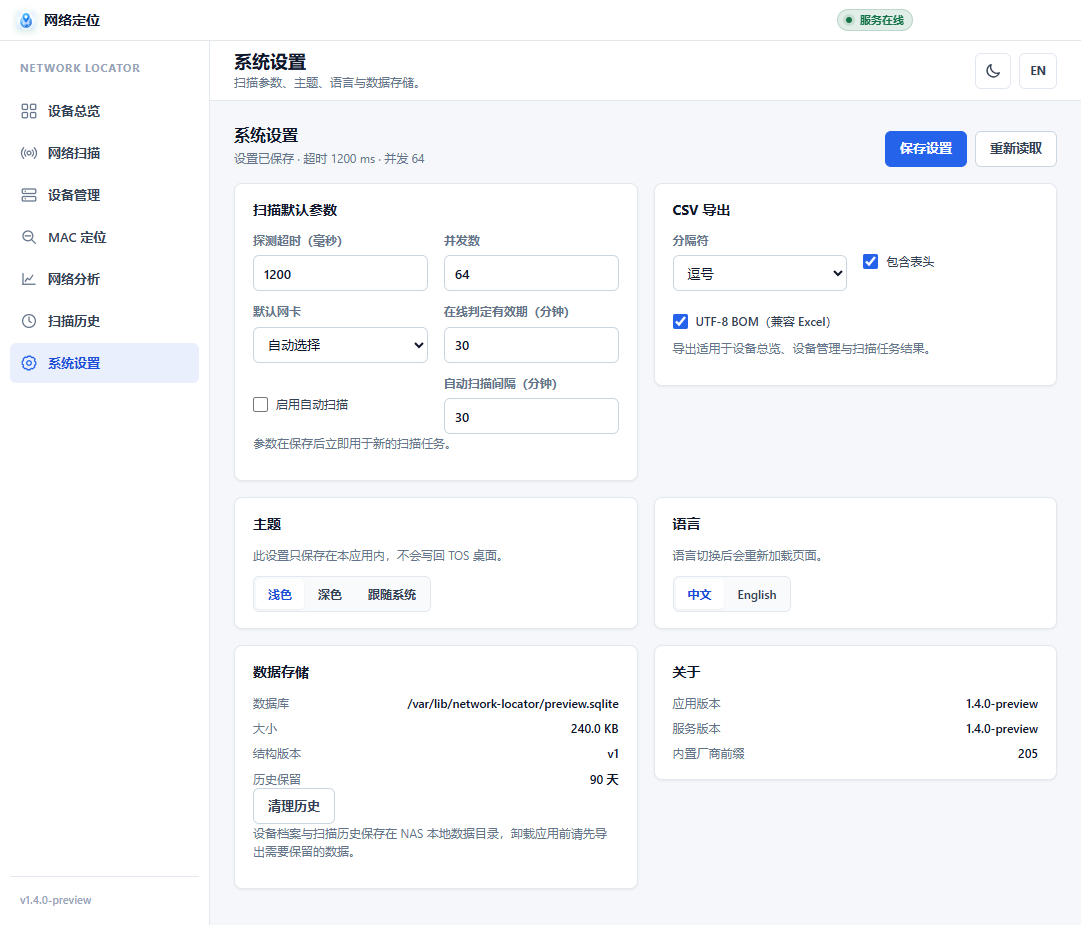 网络定位
服务在线
NETWORK LOCATOR
设备总览
网络扫描
设备管理
MAC 定位
网络分析
扫描历史
系统设置
v1.4.0-preview
系统设置
扫描参数、主题、语言与数据存储。
EN
系统设置
设置已保存 · 超时 1200 ms · 并发 64
保存设置
重新读取
扫描默认参数
探测超时（毫秒）
并发数
1200
64
默认网卡
在线判定有效期（分钟）
自动选择
30
自动扫描间隔（分钟）
启用自动扫描
30
参数在保存后立即用于新的扫描任务。
CSV 导出
分隔符
逗号
包含表头
UTF-8 BOM（兼容 Excel）
导出适用于设备总览、设备管理与扫描任务结果。
主题
此设置只保存在本应用内，不会写回 TOS 桌面。
浅色
深色
跟随系统
语言
语言切换后会重新加载页面。
中文
English
数据存储
数据库 /var/lib/network-locator/preview.sqlite
大小 240.0 KB
结构版本 v1
历史保留 90 天
清理历史
设备档案与扫描历史保存在 NAS 本地数据目录，卸载应用前请先导
出需要保留的数据。
关于
应用版本 1.4.0-preview
服务版本 1.4.0-preview
内置厂商前缀 205